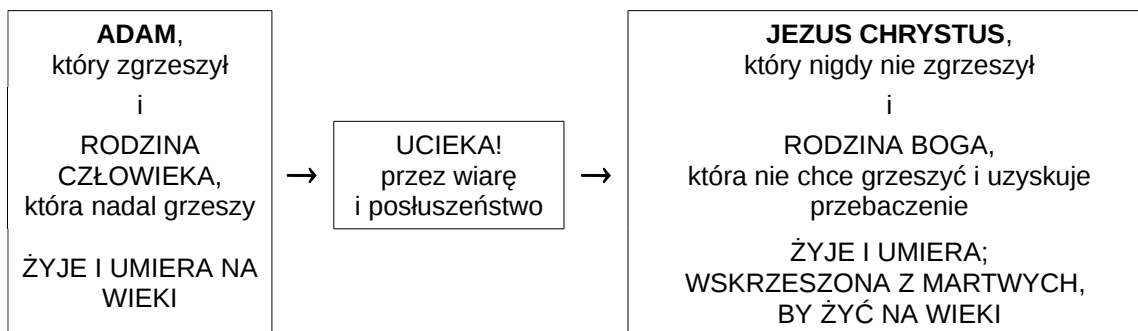 ADAM,
który zgrzeszył
i
RODZINA
CZŁOWIEKA,
która nadal grzeszy
ŻYJE I UMIERA NA
WIEKI
→
UCIEKA!
przez wiarę
i posłuszeństwo
→
JEZUS CHRYSTUS,
który nigdy nie zgrzeszył
i
RODZINA BOGA,
która nie chce grzeszyć i uzyskuje
przebaczenie
ŻYJE I UMIERA;
WSKRZESZONA Z MARTWYCH,
BY ŻYĆ NA WIEKI